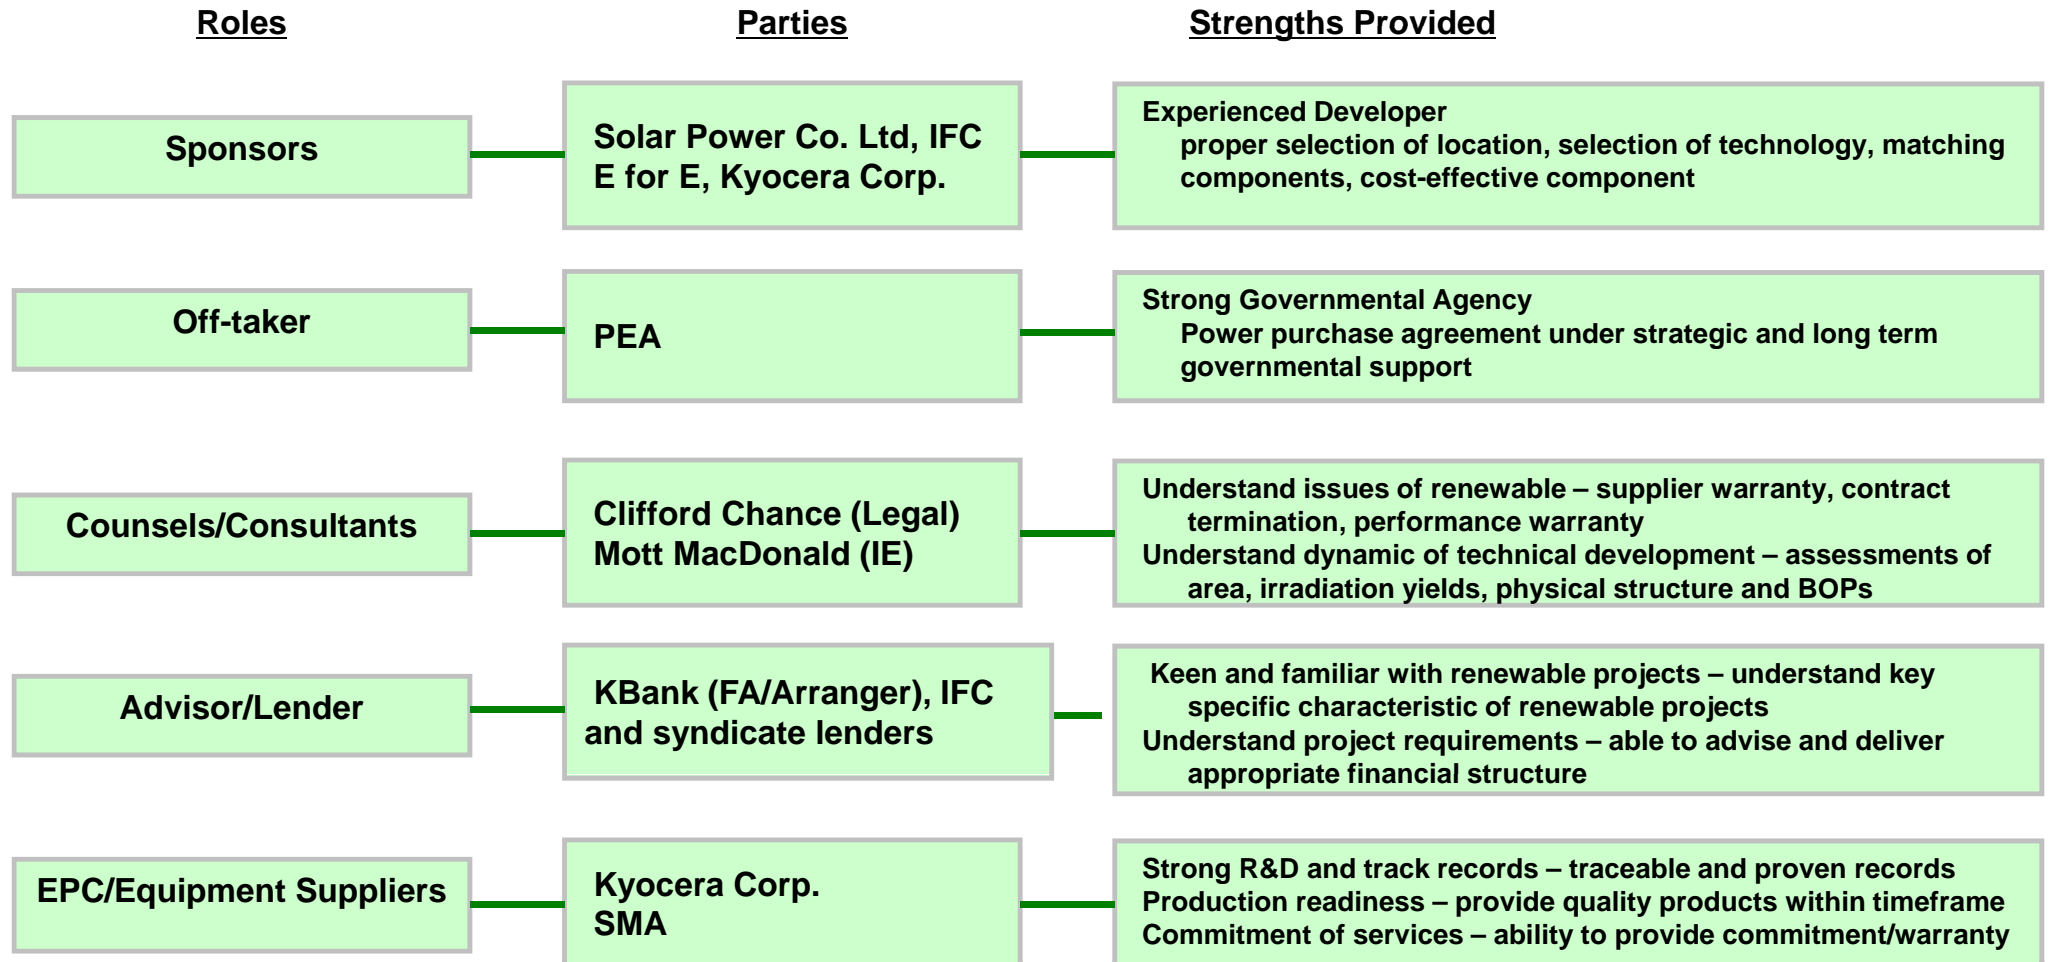 Roles
Parties
Strengths Provided
Sponsors
Solar Power Co. Ltd, IFC
E for E, Kyocera Corp.
Experienced Developer
proper selection of location, selection of technology, matching
components, cost-effective component
Off-taker
PEA
Strong Governmental Agency
Power purchase agreement under strategic and long term
governmental support
Counsels/Consultants
Clifford Chance (Legal)
Mott MacDonald (IE)
Understand issues of renewable – supplier warranty, contract
termination, performance warranty
Understand dynamic of technical development – assessments of
area, irradiation yields, physical structure and BOPs
Advisor/Lender
KBank (FA/Arranger), IFC
and syndicate lenders
Keen and familiar with renewable projects – understand key
specific characteristic of renewable projects
Understand project requirements – able to advise and deliver
appropriate financial structure
EPC/Equipment Suppliers
Kyocera Corp.
SMA
Strong R&D and track records – traceable and proven records
Production readiness – provide quality products within timeframe
Commitment of services – ability to provide commitment/warranty